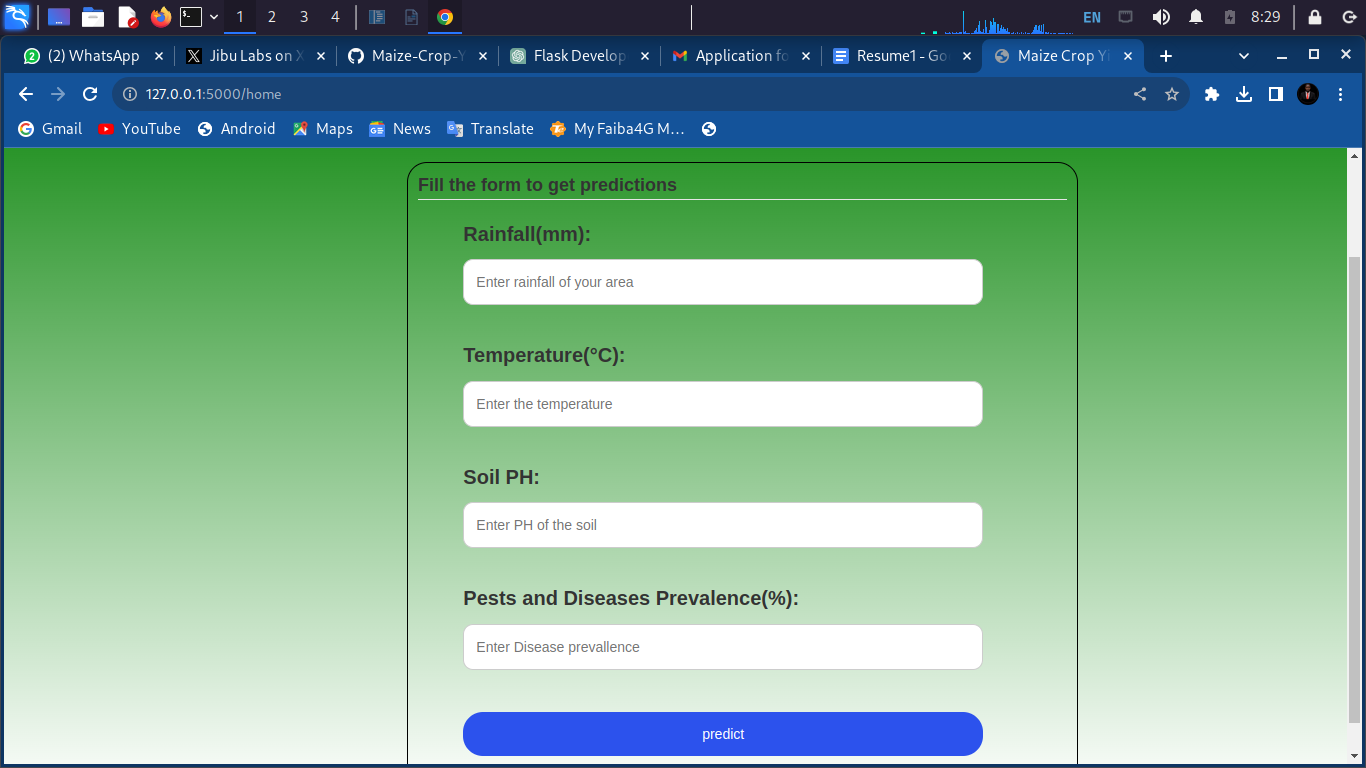 1 2 3 4 EN 8:29
(2) WhatsApp Jibu Labs on X Maize-Crop-Y Flask Develop Application fo Resume1 - Goo Maize Crop Yi
127.0.0.1:5000/home
Gmail YouTube Android Maps News Translate My Faiba4G M...
Fill the form to get predictions
Rainfall(mm):
Enter rainfall of your area
Temperature(°C):
Enter the temperature
Soil PH:
Enter PH of the soil
Pests and Diseases Prevalence(%):
Enter Disease prevallence
predict